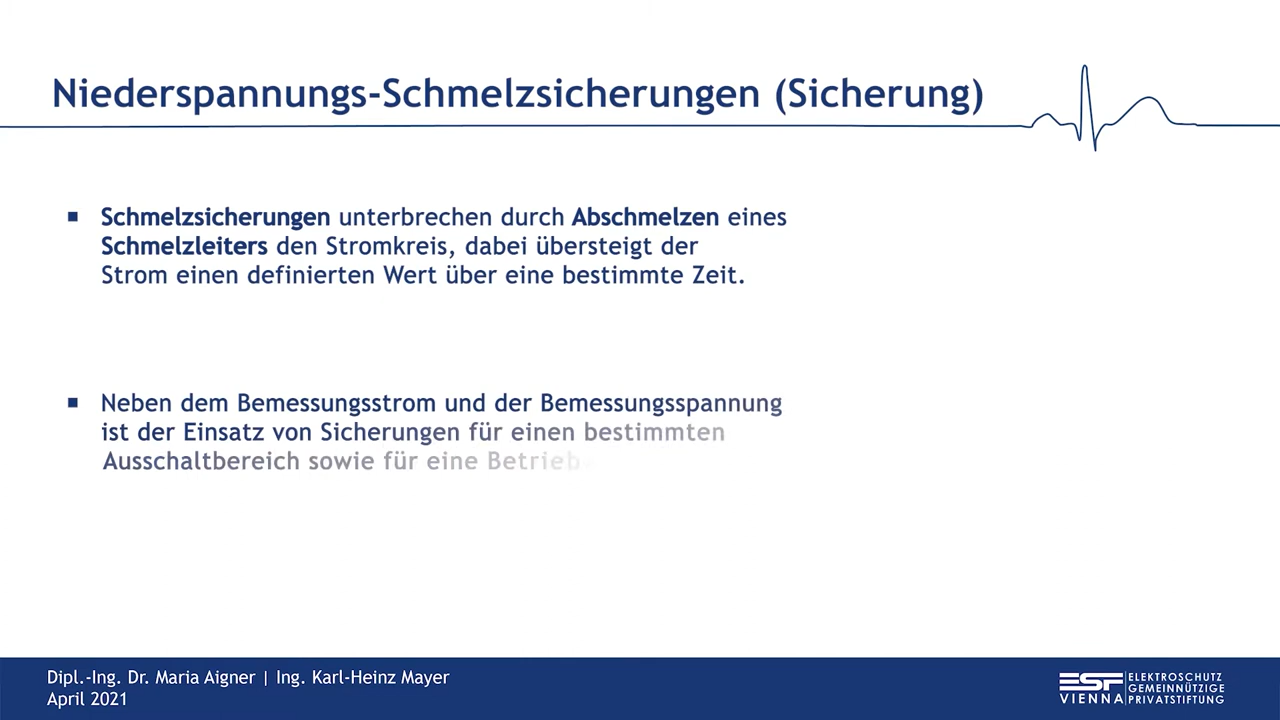 Niederspannungs-Schmelzsicherungen (Sicherung)
Schmelzsicherungen unterbrechen durch Abschmelzen eines
Schmelzleiters den Stromkreis, dabei übersteigt der
Strom einen definierten Wert über eine bestimmte Zeit.
Neben dem Bemessungsstrom und der Bemessungsspannung
ist der Einsatz von Sicherungen für einen bestimmten
Ausschaltbereich sowie für eine
Dipl.-Ing. Dr. Maria Aigner | Ing. Karl-Heinz Mayer
April 2021
ESF
VIENNA
ELEKTROSCHUTZ
GEMEINNÜTZIGE
PRIVATSTIFTUNG